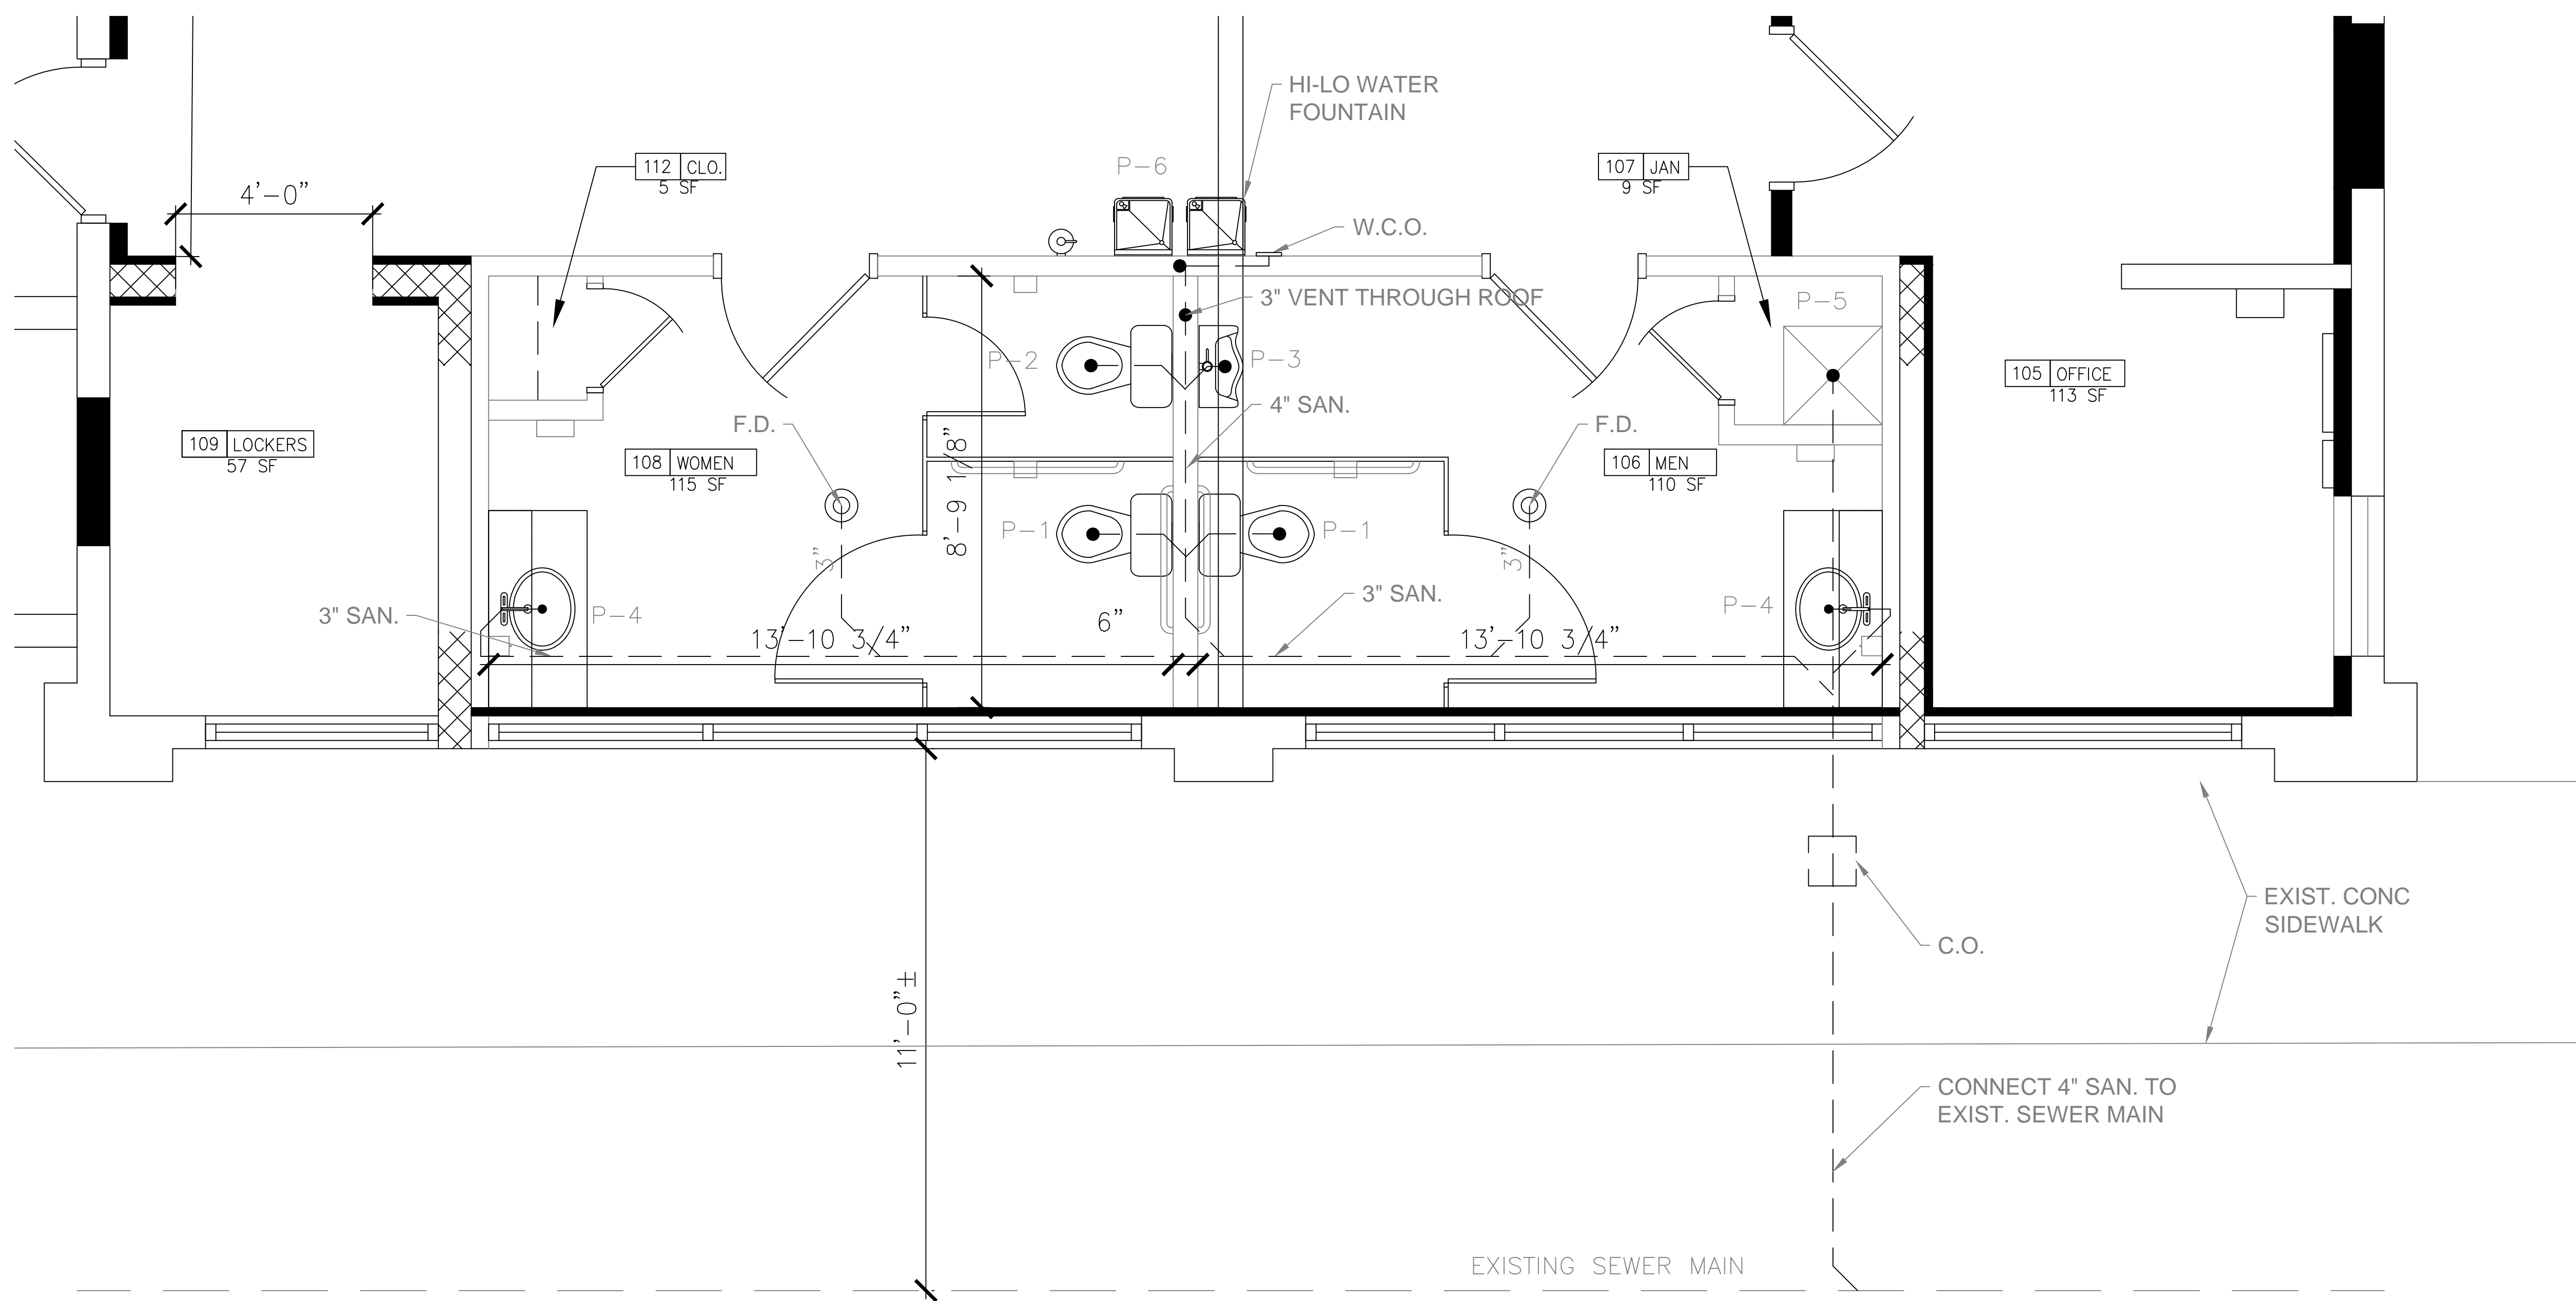 HI-LO WATER
FOUNTAIN
112 CLO.
5 SF
P-6
107 JAN
9 SF
4'-0"
W.C.O.
3" VENT THROUGH ROOF
P-5
P-2
P-3
105 OFFICE
113 SF
4" SAN.
F.D.
F.D.
109 LOCKERS
57 SF
108 WOMEN
115 SF
106 MEN
110 SF
8'-9 1/8"
P-1
P-1
3"
3"
3" SAN.
3" SAN.
P-4
P-4
6"
13'-10 3/4"
13'-10 3/4"
EXIST. CONC
SIDEWALK
C.O.
11'-0"±
CONNECT 4" SAN. TO
EXIST. SEWER MAIN
EXISTING SEWER MAIN